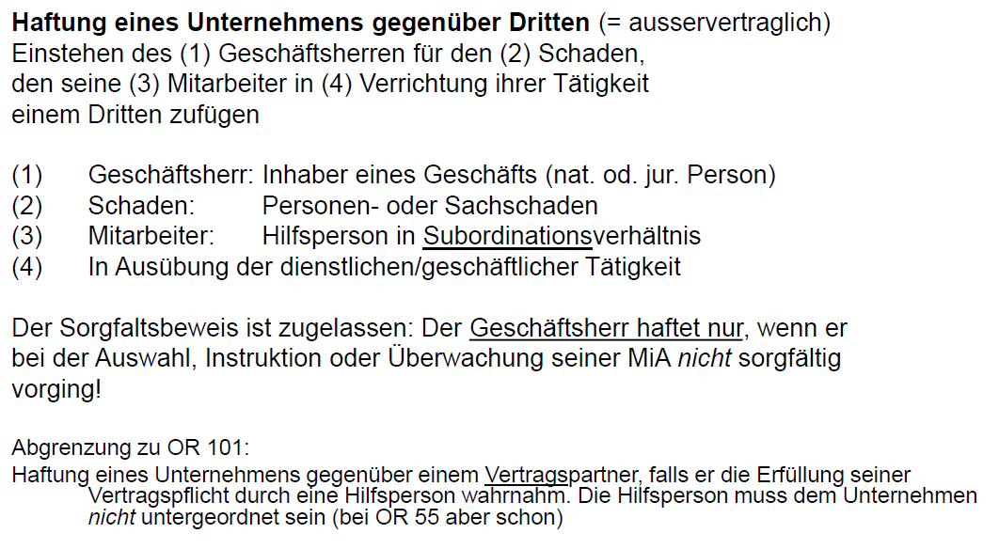 Haftung eines Unternehmens gegenüber Dritten (= ausservertraglich)
Einstehen des (1) Geschäftsherren für den (2) Schaden,
den seine (3) Mitarbeiter in (4) Verrichtung ihrer Tätigkeit
einem Dritten zufügen
(1) Geschäftsherr: Inhaber eines Geschäfts (nat. od. jur. Person)
(2) Schaden: Personen- oder Sachschaden
(3) Mitarbeiter: Hilfsperson in Subordinationsverhältnis
(4) In Ausübung der dienstlichen/geschäftlicher Tätigkeit
Der Sorgfaltsbeweis ist zugelassen: Der Geschäftsherr haftet nur, wenn er
bei der Auswahl, Instruktion oder Überwachung seiner MiA nicht sorgfältig
vorging!
Abgrenzung zu OR 101:
Haftung eines Unternehmens gegenüber einem Vertragspartner, falls er die Erfüllung seiner
Vertragspflicht durch eine Hilfsperson wahrnahm. Die Hilfsperson muss dem Unternehmen
nicht untergeordnet sein (bei OR 55 aber schon)